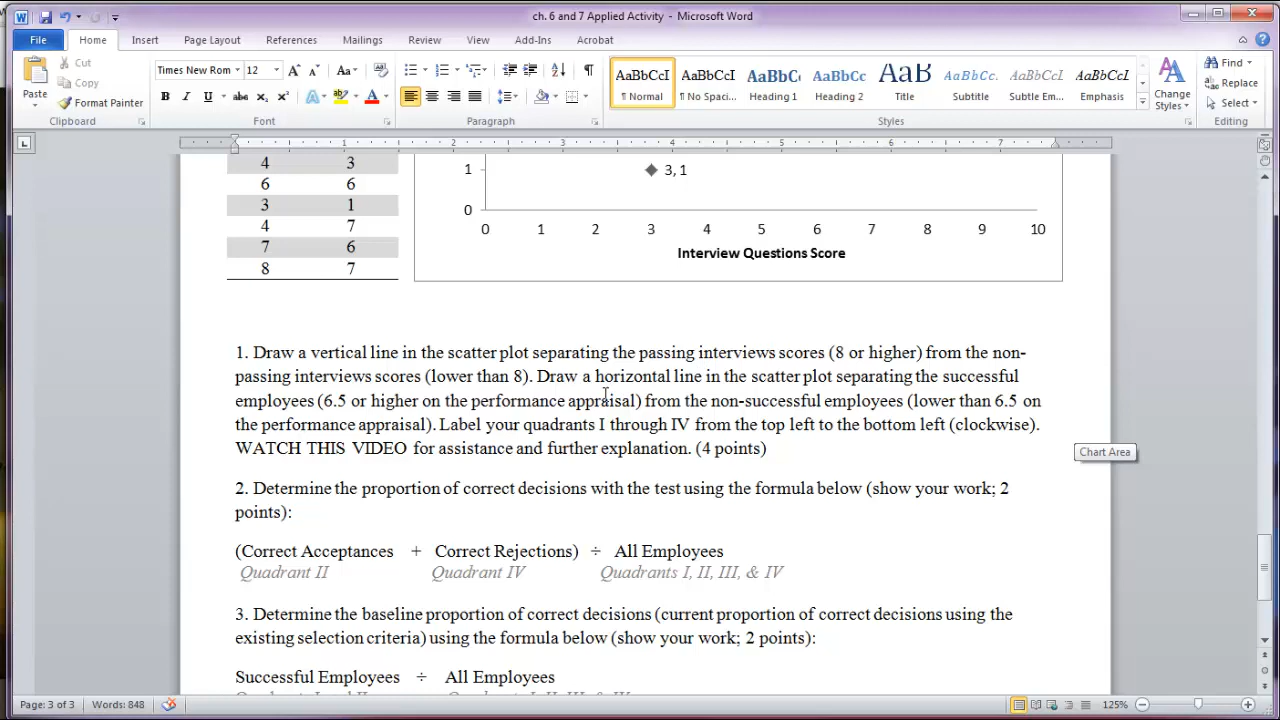 ch. 6 and 7 Applied Activity - Microsoft Word
File Home Insert Page Layout References Mailings Review View Add-Ins Acrobat
Paste
Cut
Copy
Format Painter
Clipboard
Times New Rom 12
Font
Paragraph
AaBbCcI AaBbCcI AaBbC AaBbCc AaB AaBbCc. AaBbCcI AaBbCcI
¶ Normal ¶ No Spaci... Heading 1 Heading 2 Title Subtitle Subtle Em... Emphasis
Change Styles
Styles
Find
Replace
Select
Editing
1 2 3 4 5 6 7
4 3
6 6
3 1
4 7
7 6
8 7
1
3, 1
0
0 1 2 3 4 5 6 7 8 9 10
Interview Questions Score
1. Draw a vertical line in the scatter plot separating the passing interviews scores (8 or higher) from the non-
passing interviews scores (lower than 8). Draw a horizontal line in the scatter plot separating the successful
employees (6.5 or higher on the performance appraisal) from the non-successful employees (lower than 6.5 on
the performance appraisal). Label your quadrants I through IV from the top left to the bottom left (clockwise).
WATCH THIS VIDEO for assistance and further explanation. (4 points)
Chart Area
2. Determine the proportion of correct decisions with the test using the formula below (show your work; 2
points):
(Correct Acceptances + Correct Rejections) ÷ All Employees
Quadrant II Quadrant IV Quadrants I, II, III, & IV
3. Determine the baseline proportion of correct decisions (current proportion of correct decisions using the
existing selection criteria) using the formula below (show your work; 2 points):
Successful Employees ÷ All Employees
Page: 3 of 3 Words: 848 125%